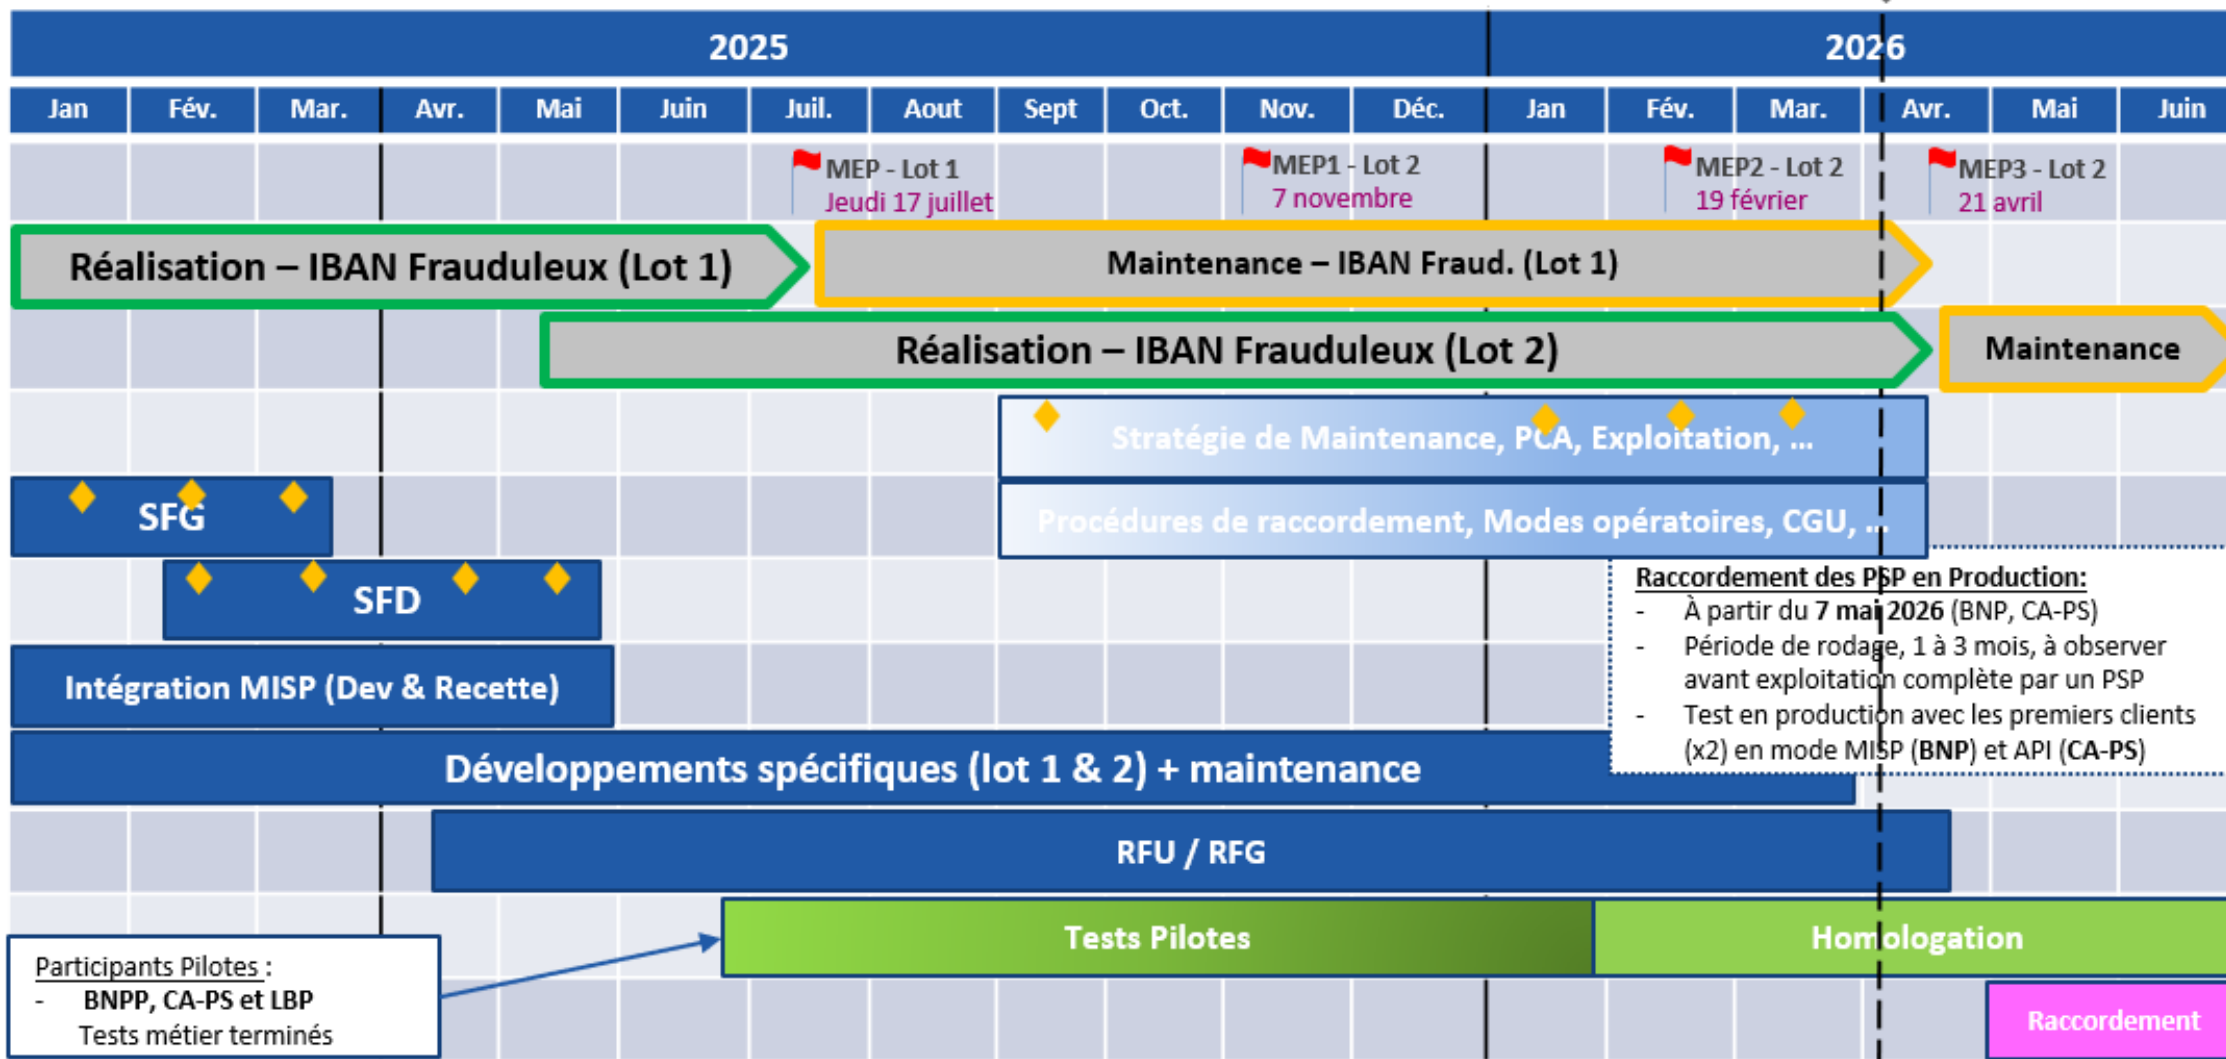 2025
2026
Jan
Fév.
Mar.
Avr.
Mai
Juin
Juil.
Aout
Sept
Oct.
Nov.
Déc.
Jan
Fév.
Mar.
Avr.
Mai
Juin
MEP - Lot 1
Jeudi 17 juillet
MEP1 - Lot 2
7 novembre
MEP2 - Lot 2
19 février
MEP3 - Lot 2
21 avril
Réalisation – IBAN Frauduleux (Lot 1)
Maintenance – IBAN Fraud. (Lot 1)
Réalisation – IBAN Frauduleux (Lot 2)
Maintenance
Stratégie de Maintenance, PCA, Exploitation, ...
SFG
Procédures de raccordement, Modes opératoires, CGU, ...
SFD
Raccordement des PSP en Production:
- À partir du 7 mai 2026 (BNP, CA-PS)
- Période de rodage, 1 à 3 mois, à observer
avant exploitation complète par un PSP
- Test en production avec les premiers clients
(x2) en mode MISP (BNP) et API (CA-PS)
Intégration MISP (Dev & Recette)
Développements spécifiques (lot 1 & 2) + maintenance
RFU / RFG
Tests Pilotes
Homologation
Participants Pilotes :
- BNPP, CA-PS et LBP
Tests métier terminés
Raccordement